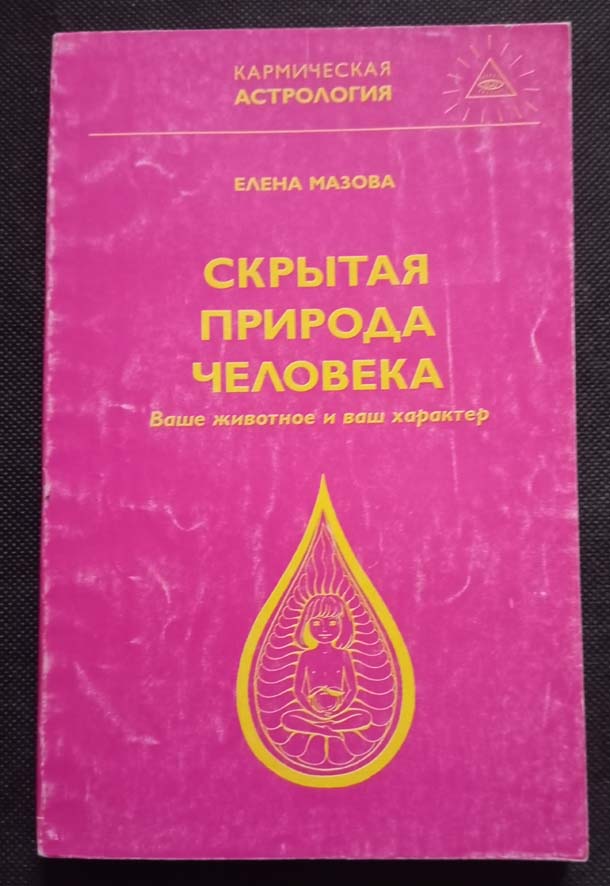 КАРМИЧЕСКАЯ
АСТРОЛОГИЯ
ЕЛЕНА МАЗОВА
СКРЫТАЯ
ПРИРОДА
ЧЕЛОВЕКА
Ваше животное и ваш характер